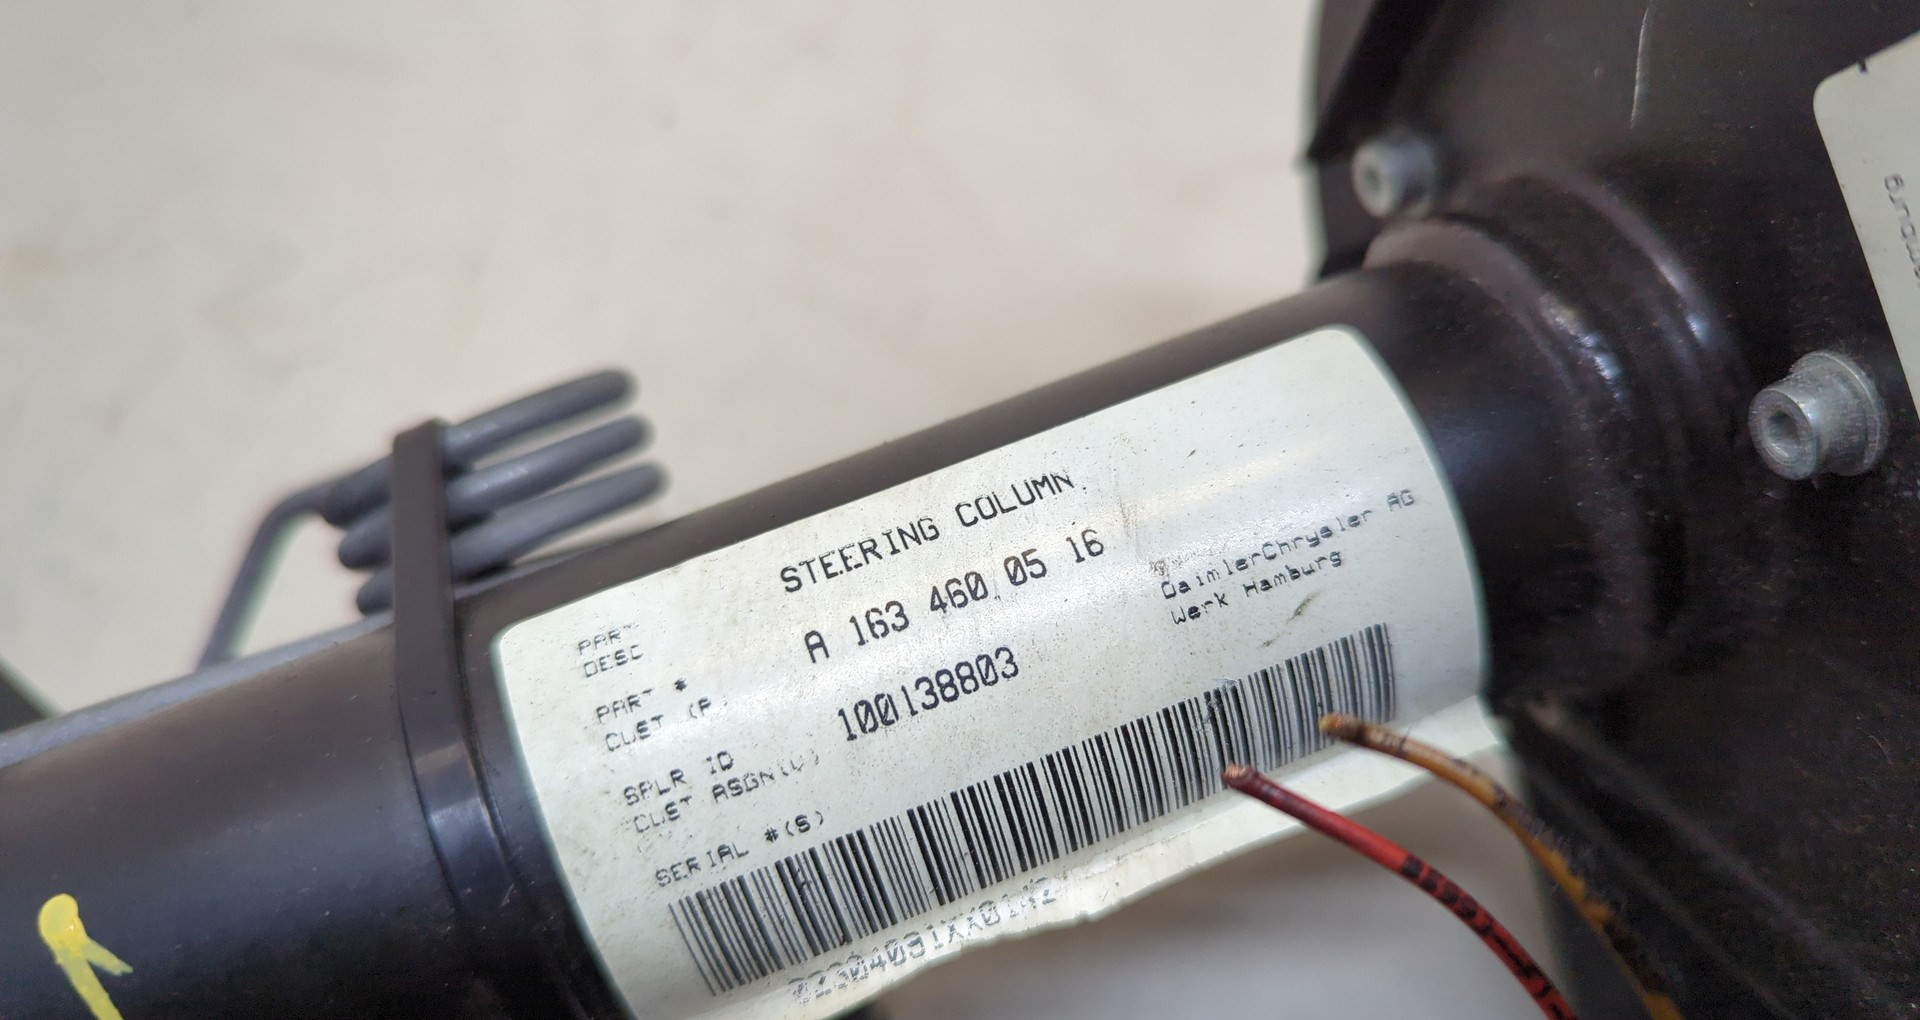 PART
DESC
STEERING COLUMN
PART #
CUST (P)
A 163 460 05 16
SPLR ID
CUST ASGN(V)
100138803
DaimlerChrysler AG
Werk Hamburg
SERIAL #(S)